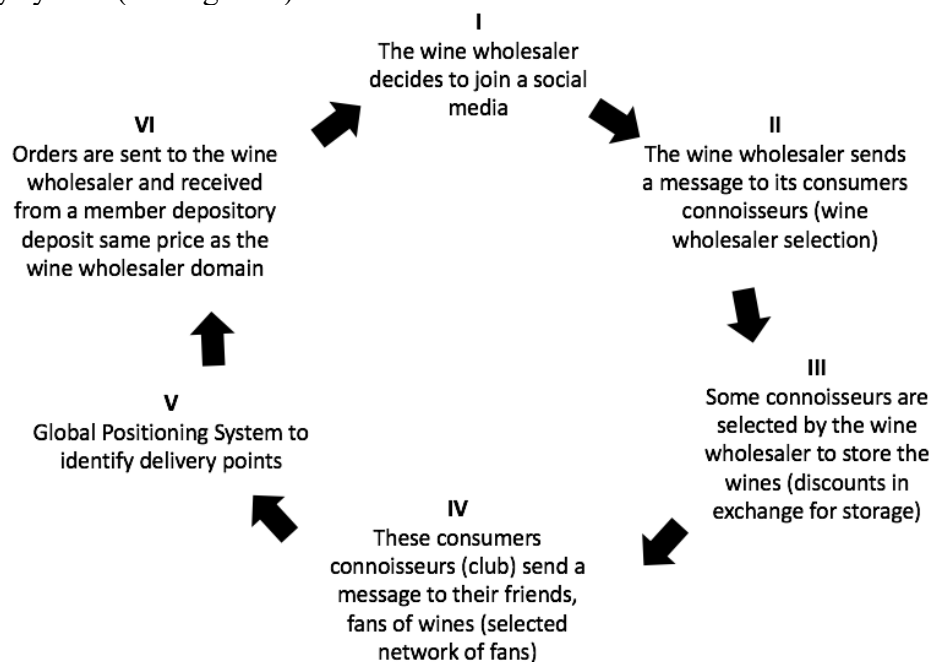 I
The wine wholesaler
decides to join a social
media
II
The wine wholesaler sends
a message to its consumers
connoisseurs (wine
wholesaler selection)
III
Some connoisseurs are
selected by the wine
wholesaler to store the
wines (discounts in
exchange for storage)
IV
These consumers
connoisseurs (club) send a
message to their friends,
fans of wines (selected
network of fans)
V
Global Positioning System to
identify delivery points
VI
Orders are sent to the wine
wholesaler and received
from a member depository
deposit same price as the
wine wholesaler domain